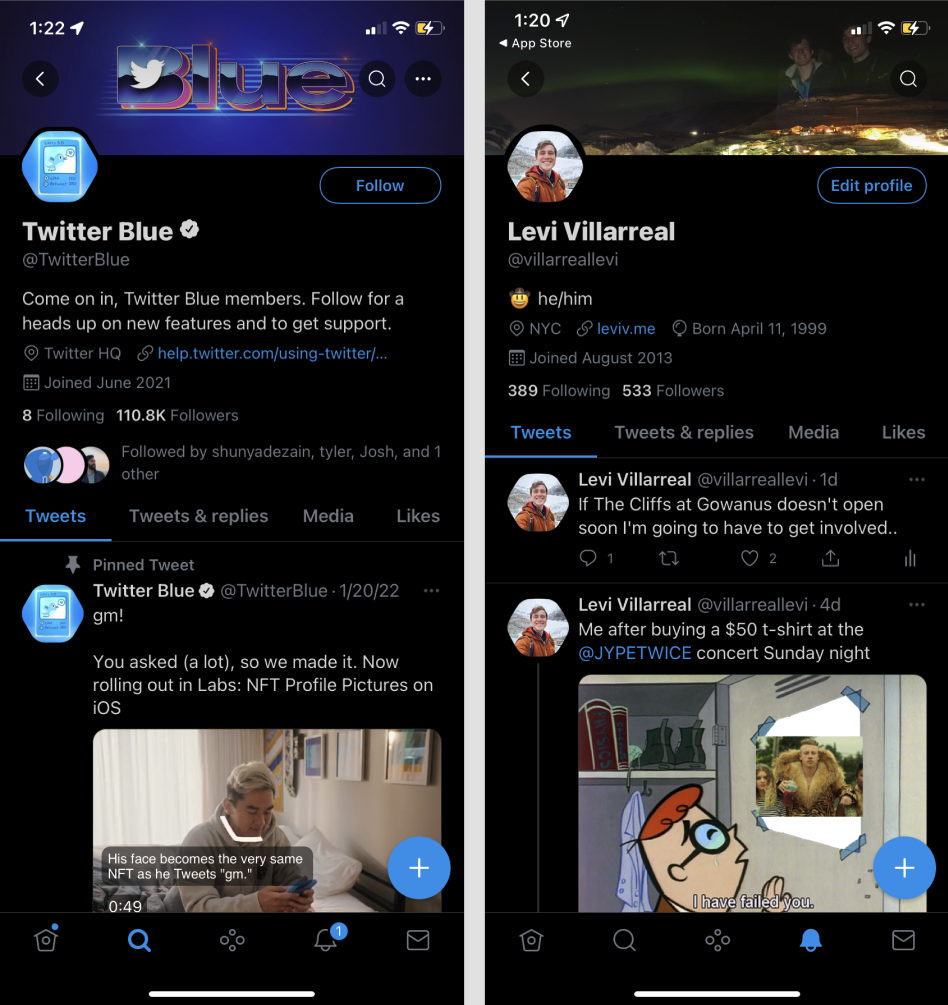 1:22
Blue
Follow
Twitter Blue
@TwitterBlue
Come on in, Twitter Blue members. Follow for a
heads up on new features and to get support.
Twitter HQ help.twitter.com/using-twitter/...
Joined June 2021
8 Following 110.8K Followers
Followed by shunyadezain, tyler, Josh, and 1
other
Tweets Tweets & replies Media Likes
Pinned Tweet
Twitter Blue @TwitterBlue · 1/20/22
gm!
You asked (a lot), so we made it. Now
rolling out in Labs: NFT Profile Pictures on
iOS
His face becomes the very same
NFT as he Tweets "gm."
0:49
1
1:20
App Store
Edit profile
Levi Villarreal
@villarreallevi
he/him
NYC leviv.me Born April 11, 1999
Joined August 2013
389 Following 533 Followers
Tweets Tweets & replies Media Likes
Levi Villarreal @villarreallevi · 1d
If The Cliffs at Gowanus doesn't open
soon I'm going to have to get involved..
1 2
Levi Villarreal @villarreallevi · 4d
Me after buying a $50 t-shirt at the
@JYPETWICE concert Sunday night
PHYSICS
I have failed you.